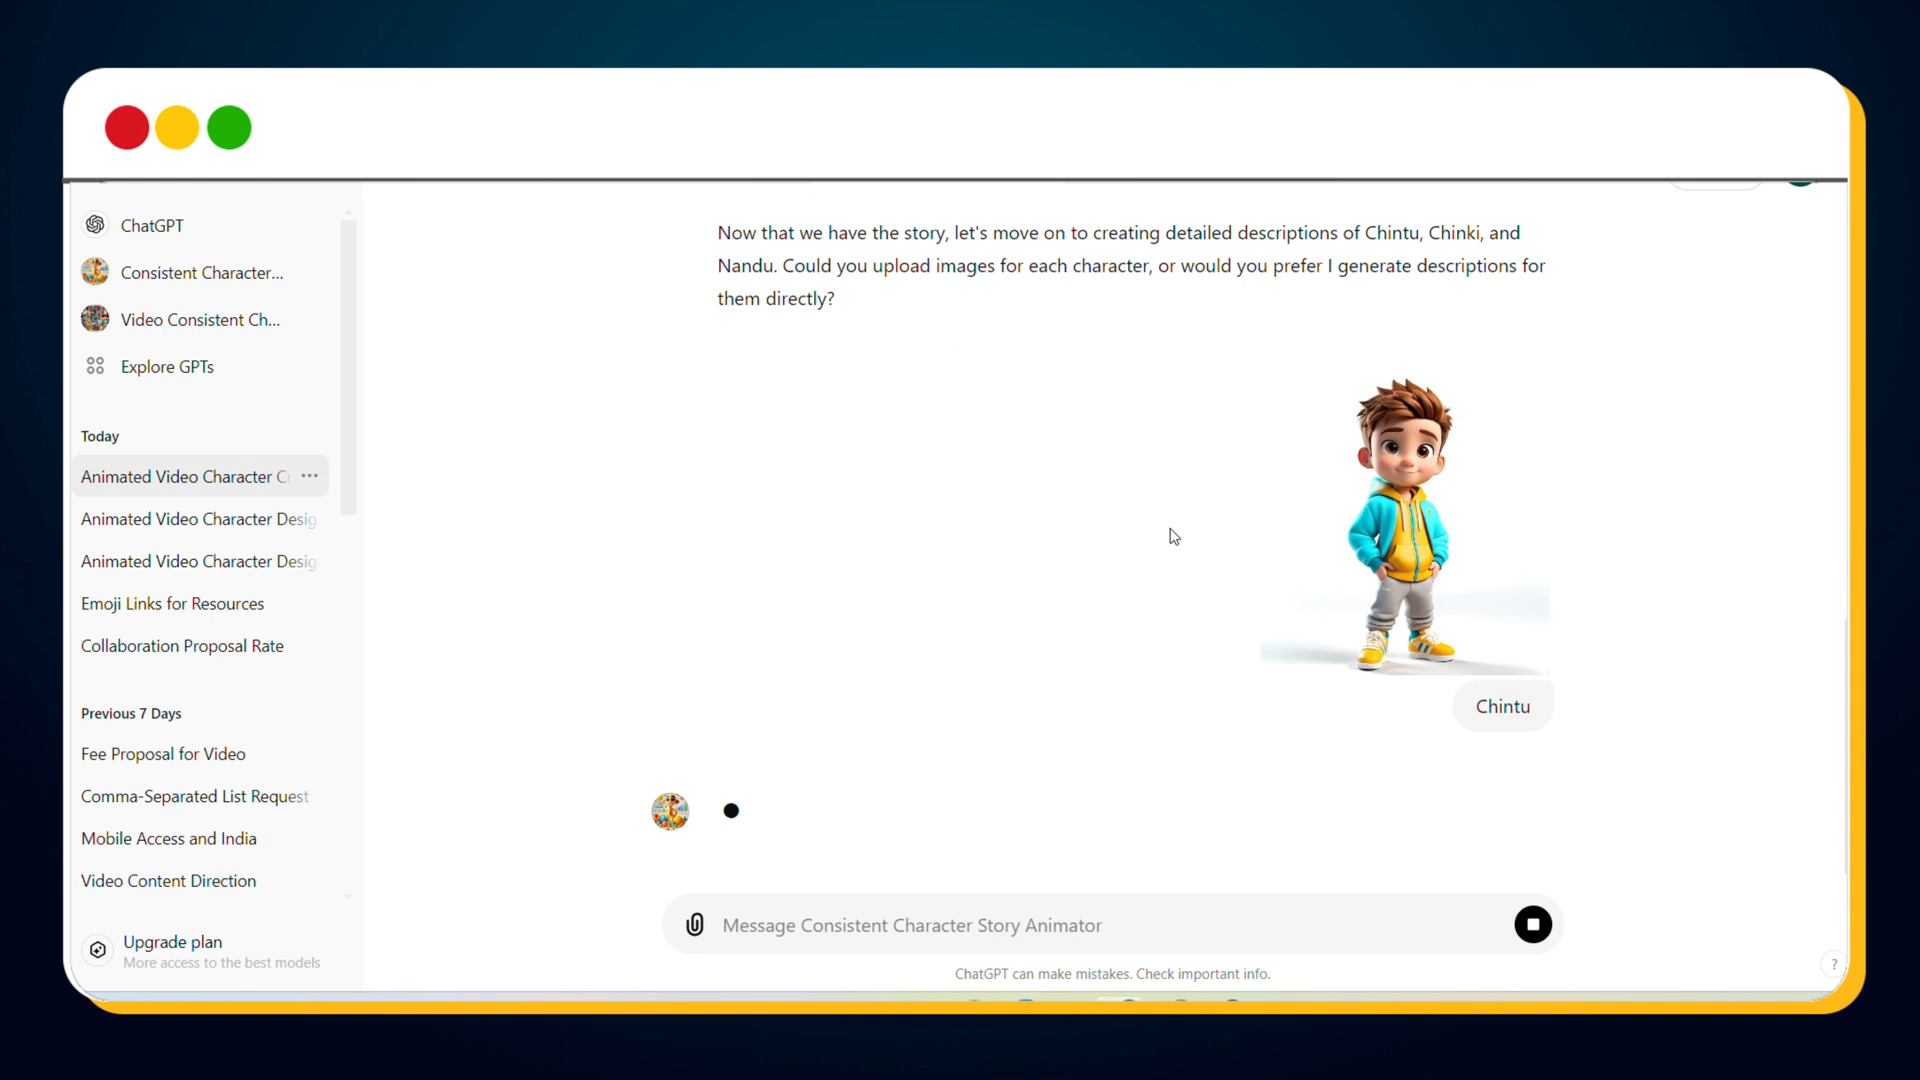 ChatGPT
Consistent Character...
Video Consistent Ch...
Explore GPTs
Today
Animated Video Character C
Animated Video Character Desig
Animated Video Character Desig
Emoji Links for Resources
Collaboration Proposal Rate
Previous 7 Days
Fee Proposal for Video
Comma-Separated List Request
Mobile Access and India
Video Content Direction
Upgrade plan
More access to the best models
Now that we have the story, let's move on to creating detailed descriptions of Chintu, Chinki, and
Nandu. Could you upload images for each character, or would you prefer I generate descriptions for
them directly?
Chintu
Message Consistent Character Story Animator
ChatGPT can make mistakes. Check important info.
?